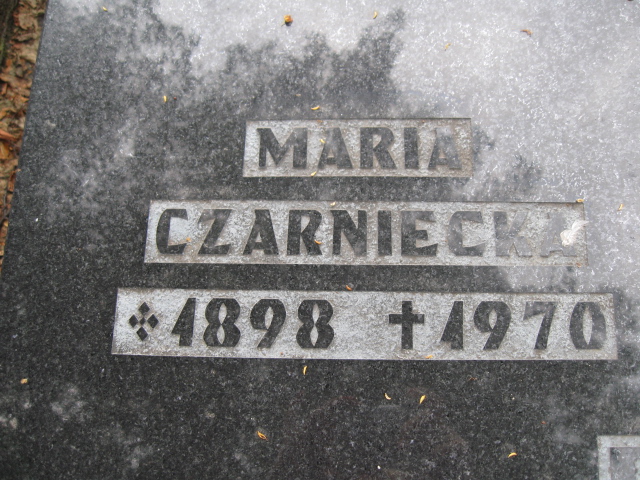 MARIA
CZARNIECKA
❖ 1898 ✝ 1970